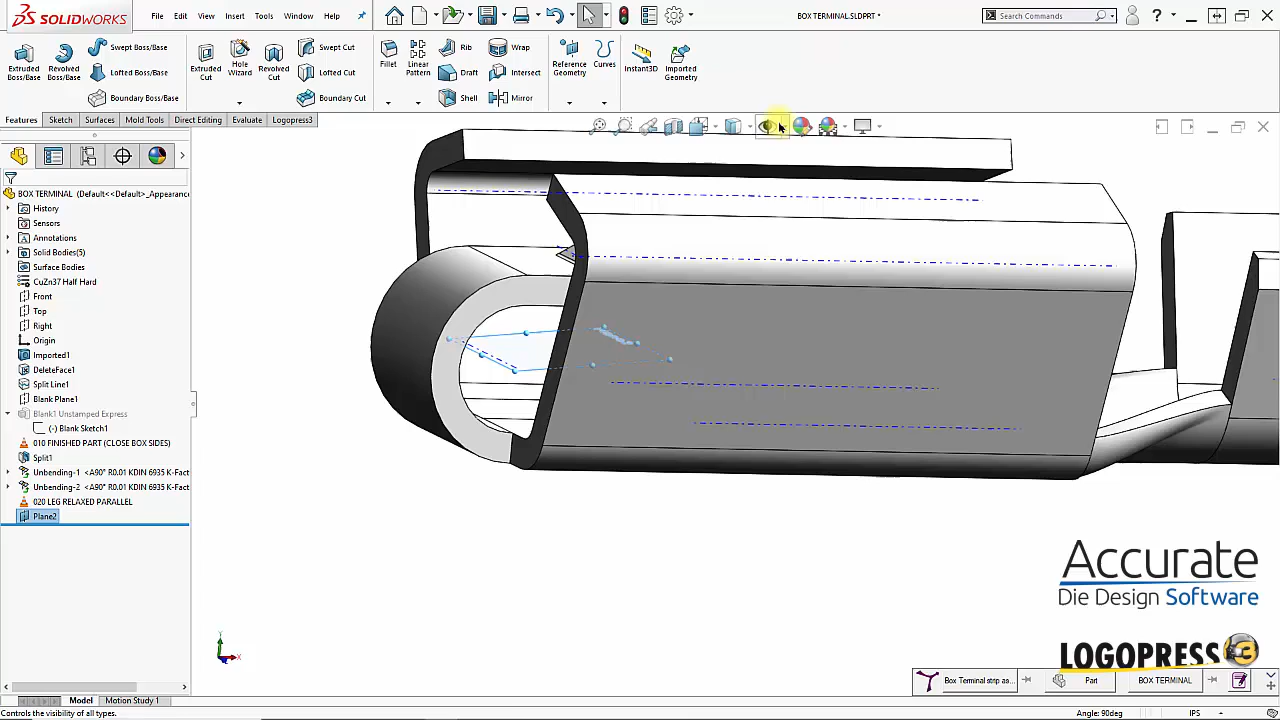 SOLIDWORKS
File Edit View Insert Tools Window Help
BOX TERMINAL.SLDPRT *
Search Commands
Extruded Boss/Base
Revolved Boss/Base
Swept Boss/Base
Lofted Boss/Base
Boundary Boss/Base
Extruded Cut
Hole Wizard
Revolved Cut
Swept Cut
Lofted Cut
Boundary Cut
Fillet
Linear Pattern
Rib
Draft
Shell
Wrap
Intersect
Mirror
Reference Geometry
Curves
Instant3D
Imported Geometry
Features Sketch Surfaces Mold Tools Direct Editing Evaluate Logopress3
BOX TERMINAL (Default<<Default>_Appearance
History
Sensors
Annotations
Solid Bodies(5)
Surface Bodies
CuZn37 Half Hard
Front
Top
Right
Origin
Imported1
DeleteFace1
Split Line1
Blank Plane1
Blank1 Unstamped Express
(-) Blank Sketch1
010 FINISHED PART (CLOSE BOX SIDES)
Split1
Unbending-1 <A90° R0.01 KDIN 6935 K-Fact
Unbending-2 <A90° R0.01 KDIN 6935 K-Fact
020 LEG RELAXED PARALLEL
Plane2
Y
X
Accurate
Die Design Software
LOGOPRESS3
Box Terminal strip as... Part BOX TERMINAL
Model Motion Study 1
Controls the visibility of all types. Angle: 90deg IPS